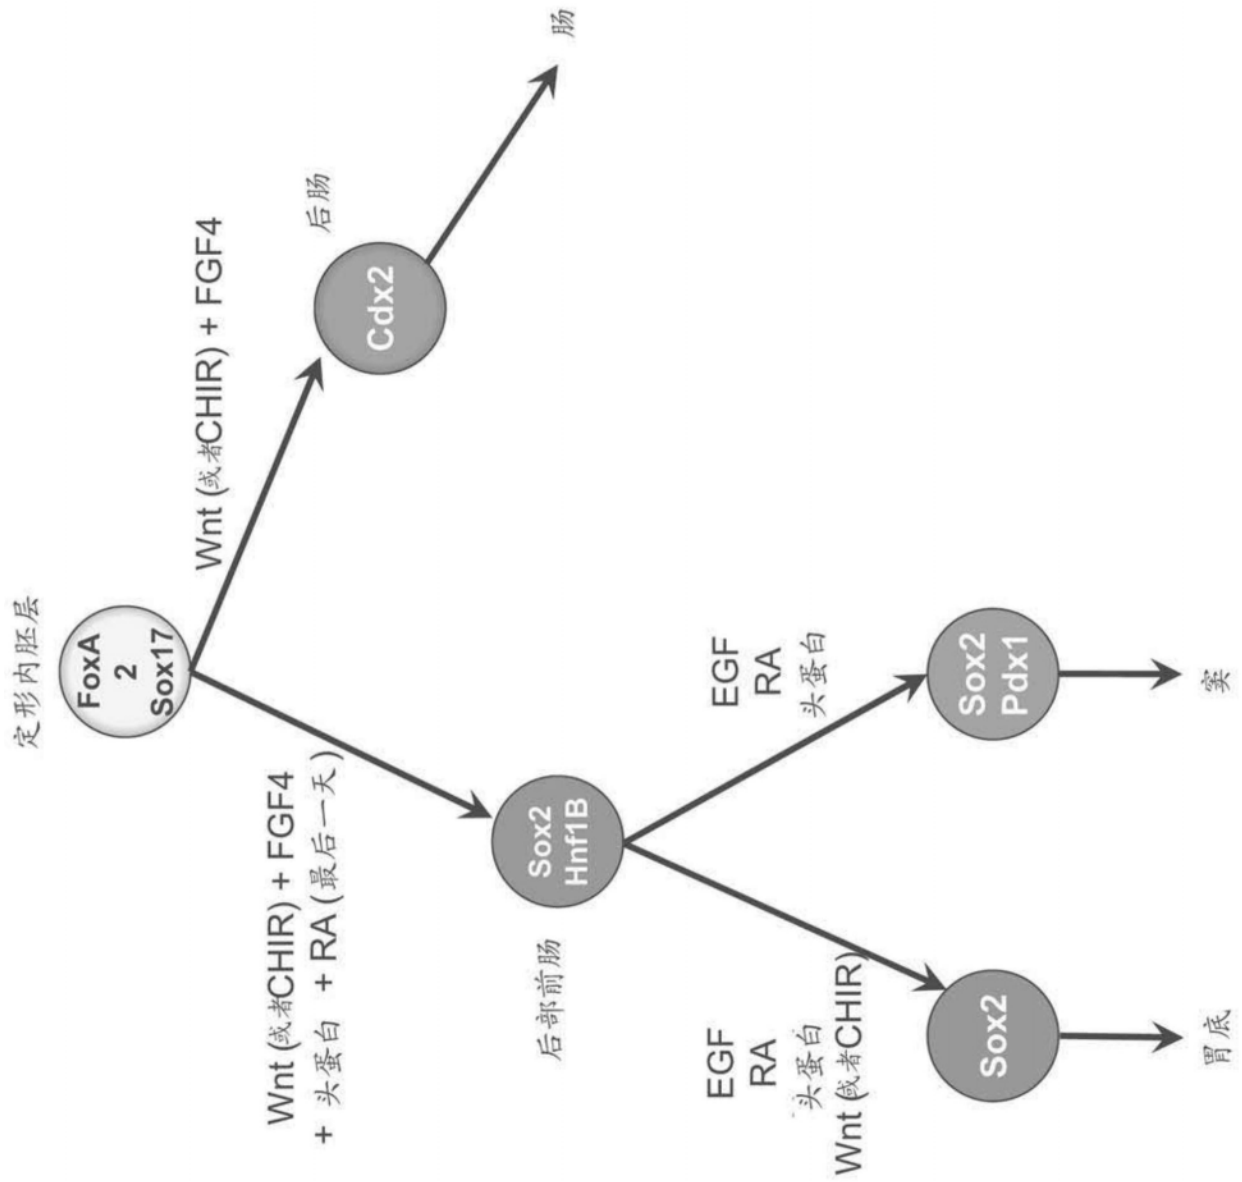 定形内胚层
FoxA
2
Sox17
Wnt (或者CHIR) + FGF4
+ 头蛋白 + RA (最后一天)
Wnt (或者CHIR) + FGF4
后部前肠
Sox2
Hnf1B
后肠
Cdx2
肠
EGF
RA
头蛋白
Wnt (或者CHIR)
EGF
RA
头蛋白
Sox2
Sox2
Pdx1
胃底
窦